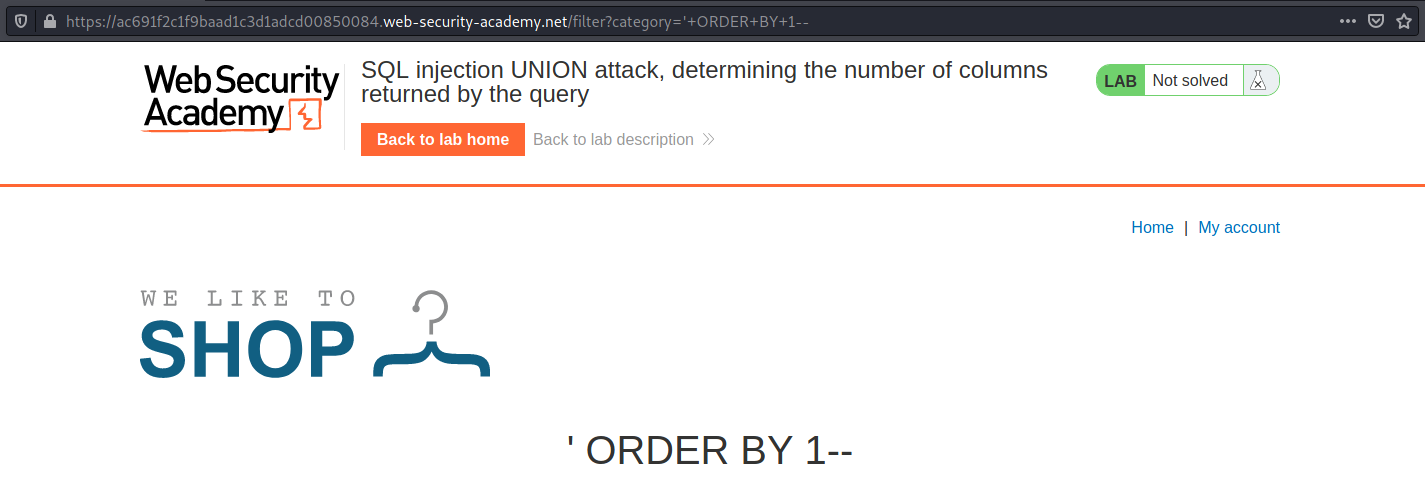 https://ac691f2c1f9baad1c3d1adcd00850084.web-security-academy.net/filter?category='+ORDER+BY+1--
WebSecurity
Academy
SQL injection UNION attack, determining the number of columns
returned by the query
LAB Not solved
Back to lab home Back to lab description
Home | My account
WE LIKE TO
SHOP
' ORDER BY 1--